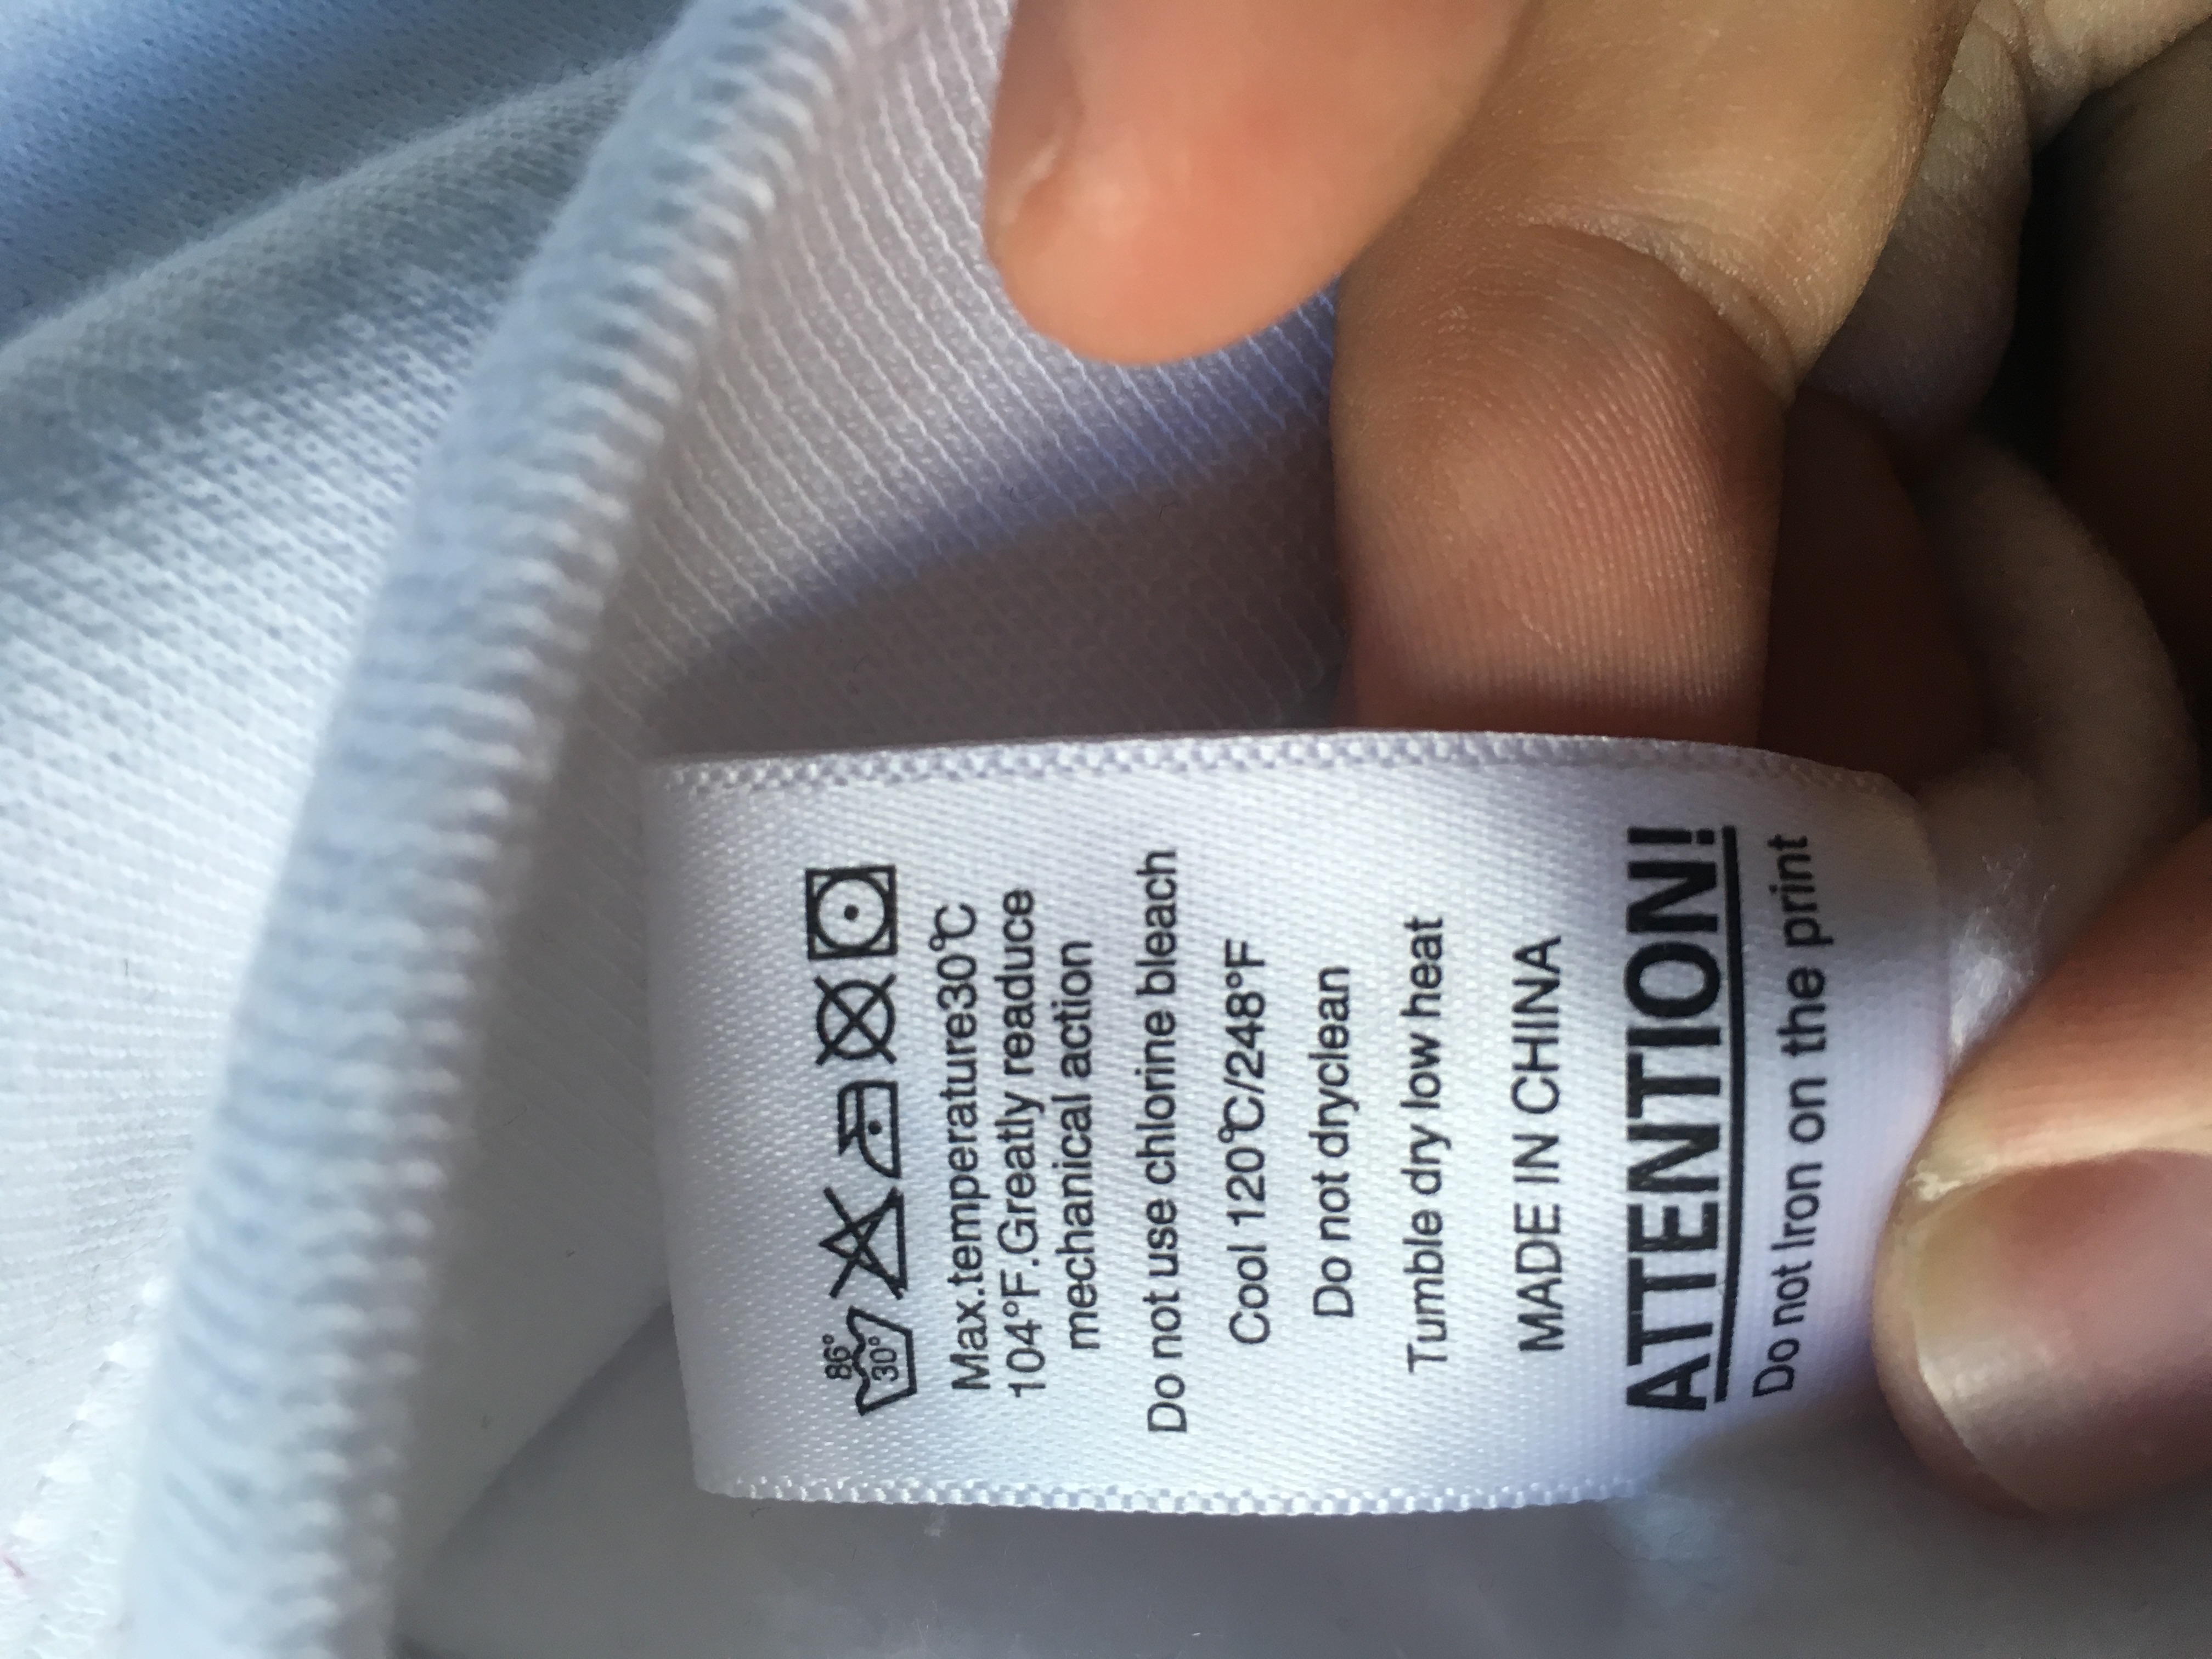 86°
30°
Max.temperature30℃
104°F.Greatly readuce
mechanical action
Do not use chlorine bleach
Cool 120℃/248°F
Do not dryclean
Tumble dry low heat
MADE IN CHINA
ATTENTION!
Do not Iron on the print